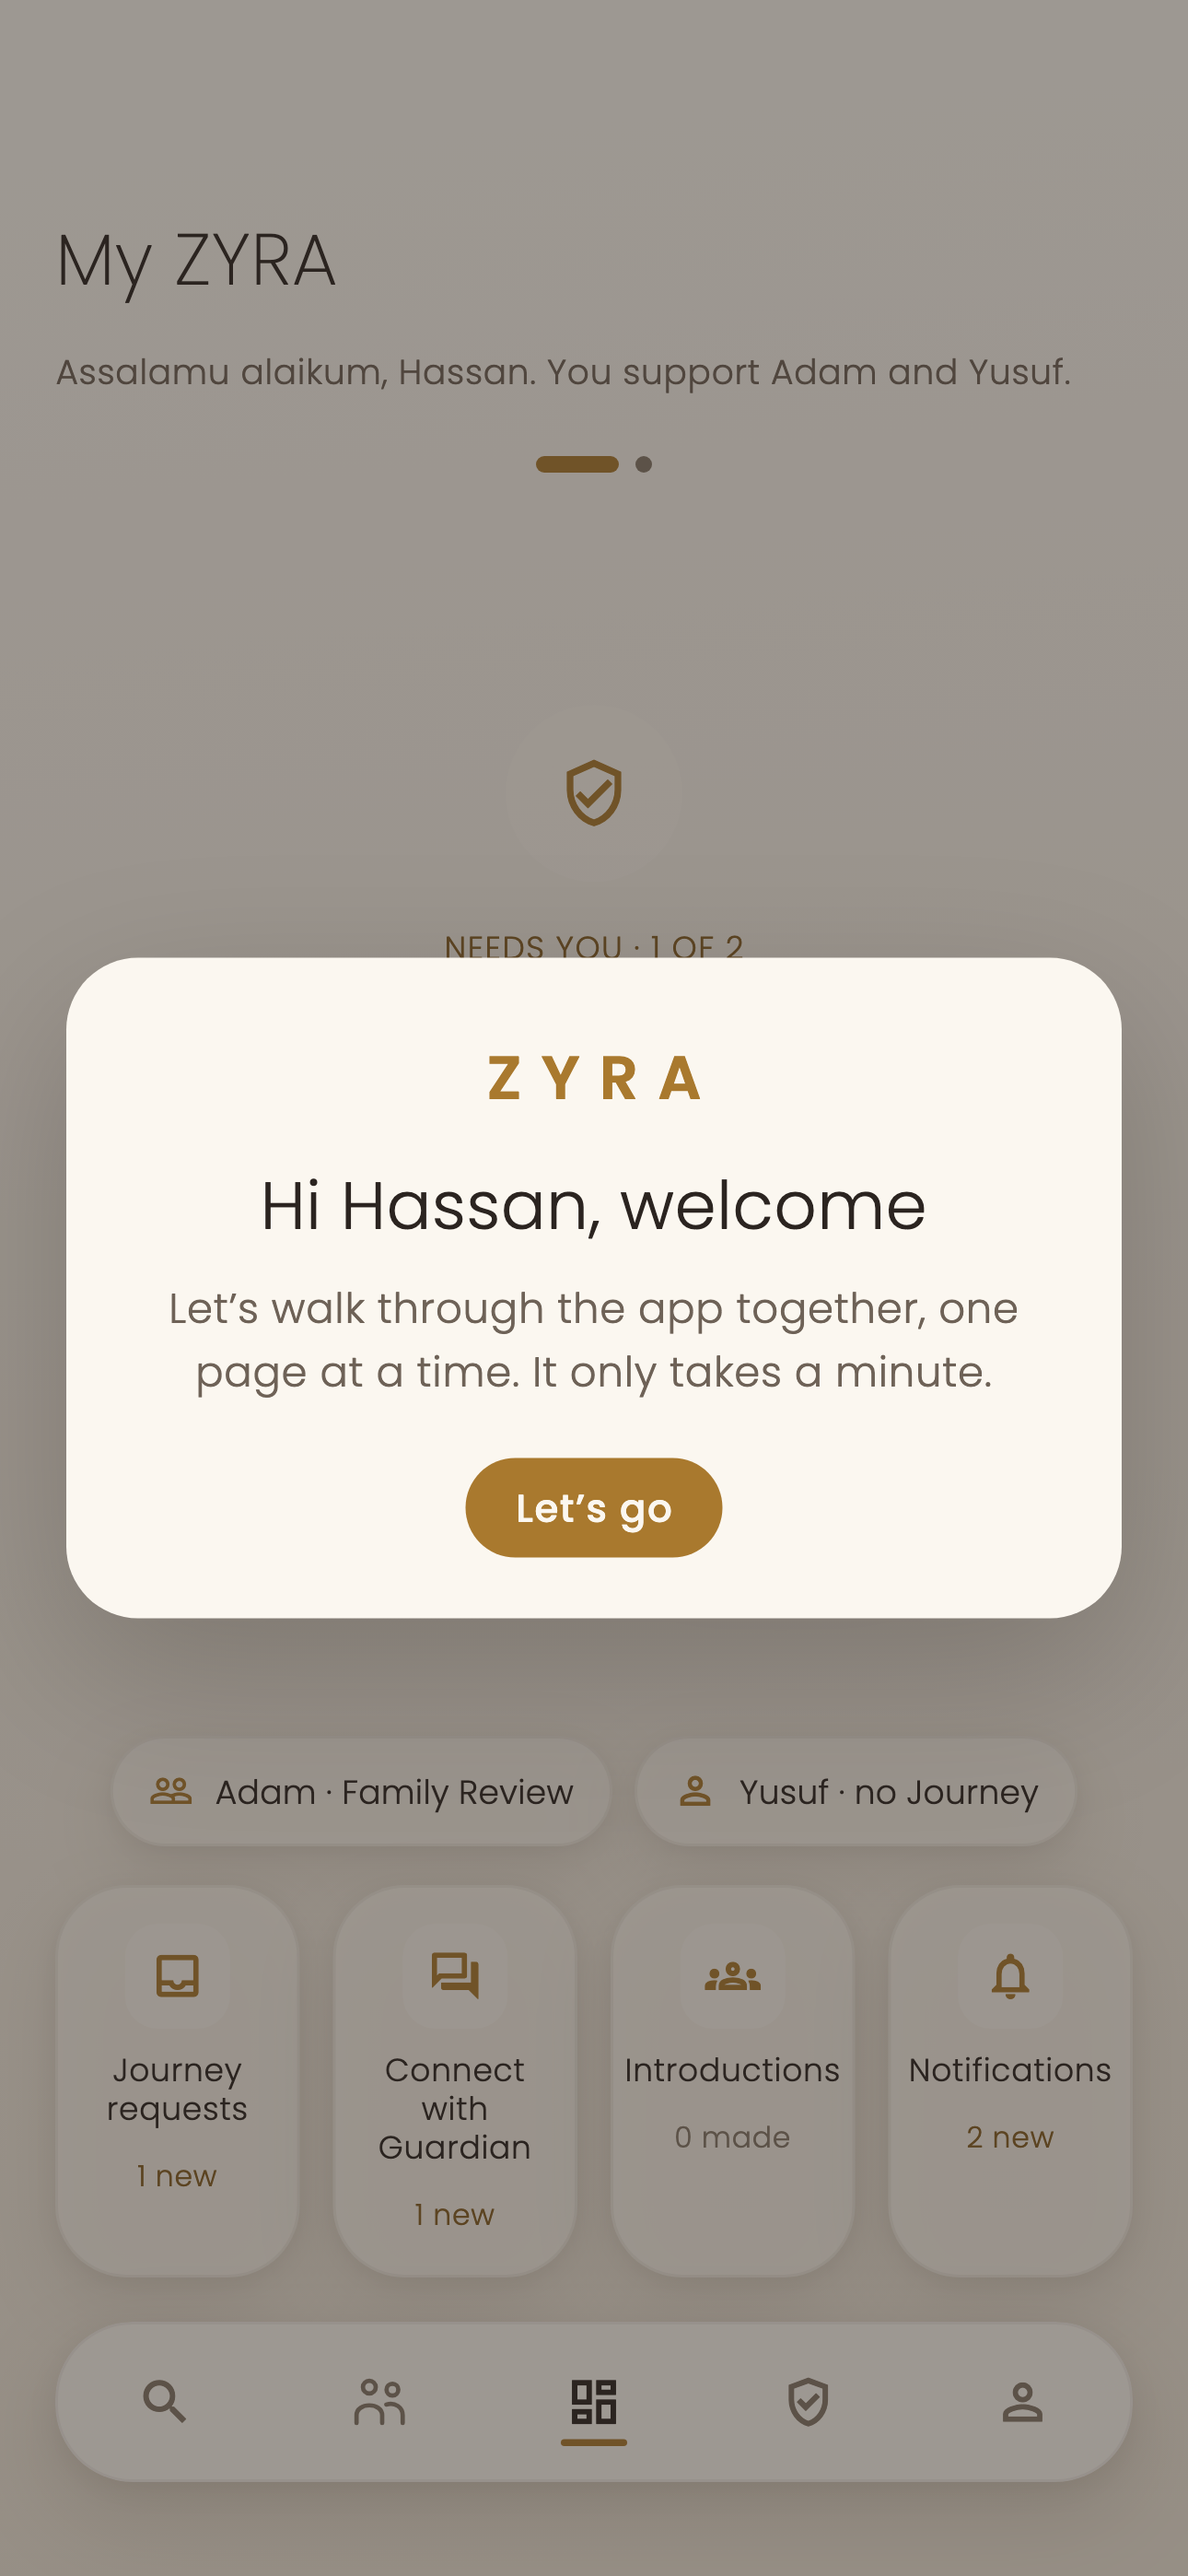 My ZYRA
Assalamu alaikum, Hassan. You support Adam and Yusuf.
NEEDS YOU · 1 OF 2
ZYRA
Hi Hassan, welcome
Let’s walk through the app together, one
page at a time. It only takes a minute.
Let’s go
Adam · Family Review
Yusuf · no Journey
Journey
requests
1 new
Connect
with
Guardian
1 new
Introductions
0 made
Notifications
2 new